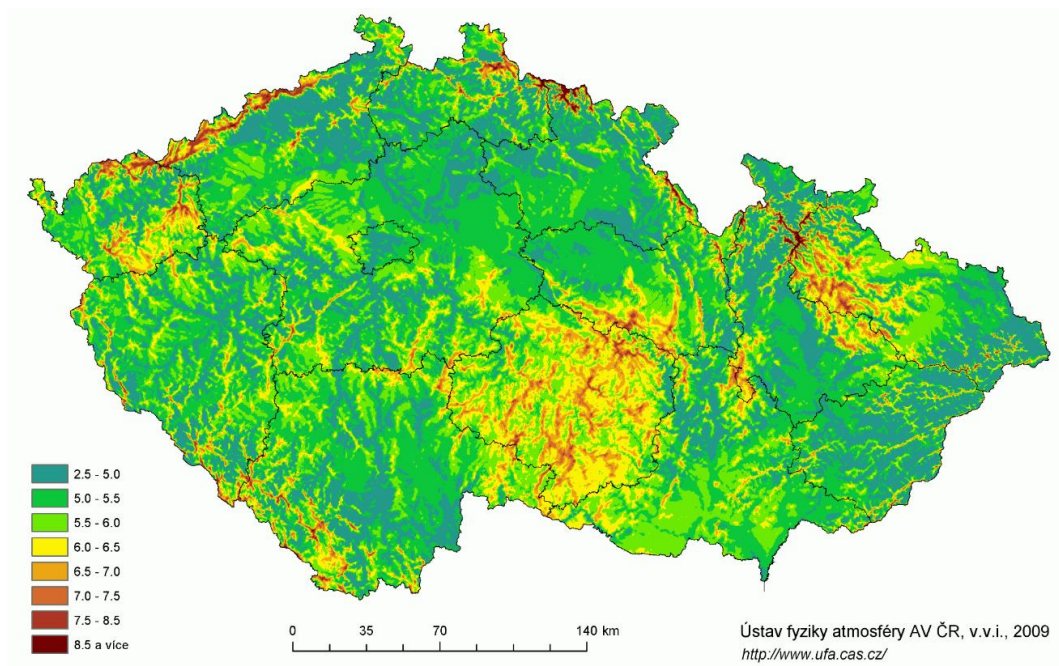 2.5 - 5.0
5.0 - 5.5
5.5 - 6.0
6.0 - 6.5
6.5 - 7.0
7.0 - 7.5
7.5 - 8.5
8.5 a více
0 35 70 140 km
Ústav fyziky atmosféry AV ČR, v.v.i., 2009
http://www.ufa.cas.cz/